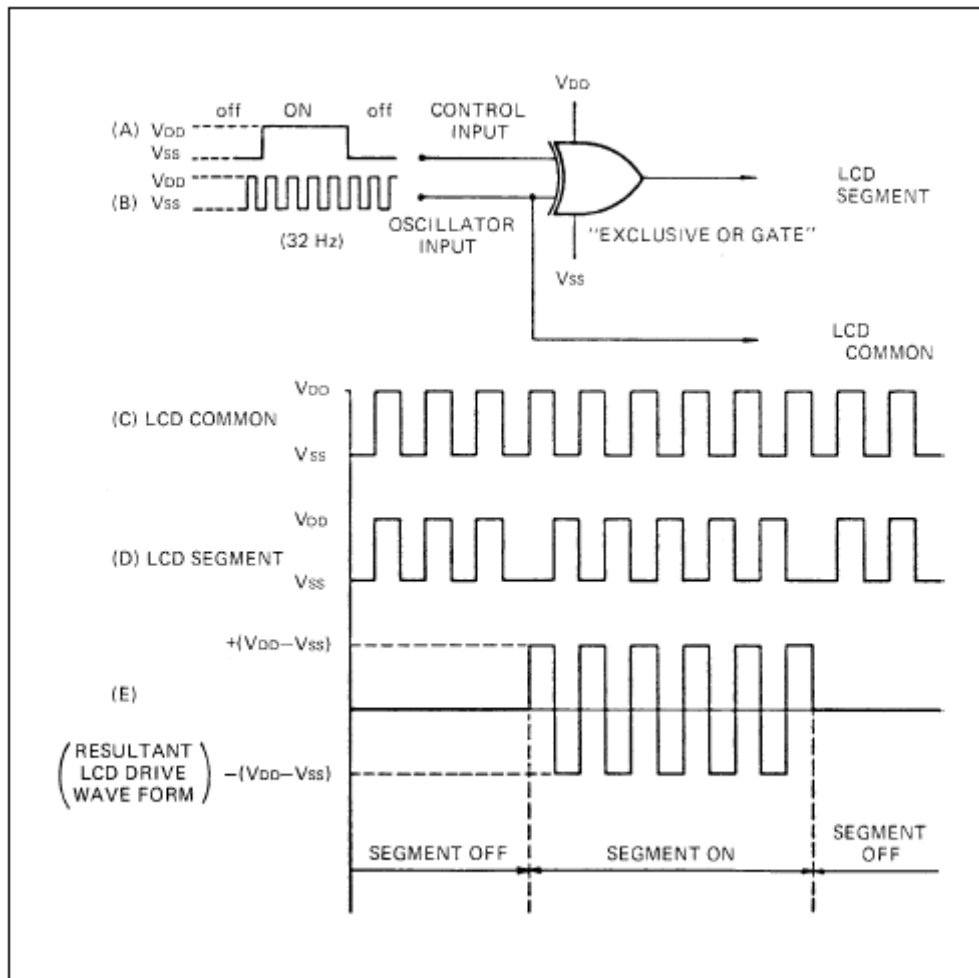 VDD
off ON off
(A) VDD
VSS
CONTROL
INPUT
VDD
(B) VSS
(32 Hz)
OSCILLATOR
INPUT
LCD
SEGMENT
"EXCLUSIVE OR GATE"
VSS
LCD
COMMON
VDD
(C) LCD COMMON
VSS
VDD
(D) LCD SEGMENT
VSS
+(VDD–VSS)
(E)
(RESULTANT
LCD DRIVE
WAVE FORM)
–(VDD–VSS)
SEGMENT OFF
SEGMENT ON
SEGMENT
OFF